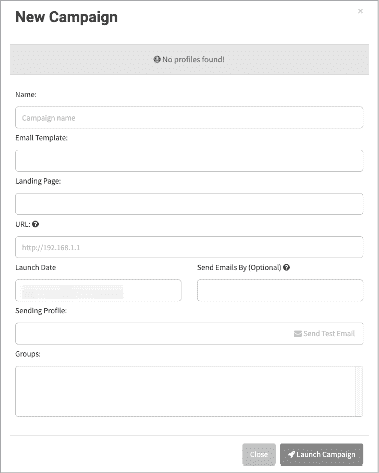 New Campaign
×
No profiles found!
Name:
Campaign name
Email Template:
Landing Page:
URL:
http://192.168.1.1
Launch Date
Send Emails By (Optional)
Sending Profile:
Send Test Email
Groups:
Close
Launch Campaign